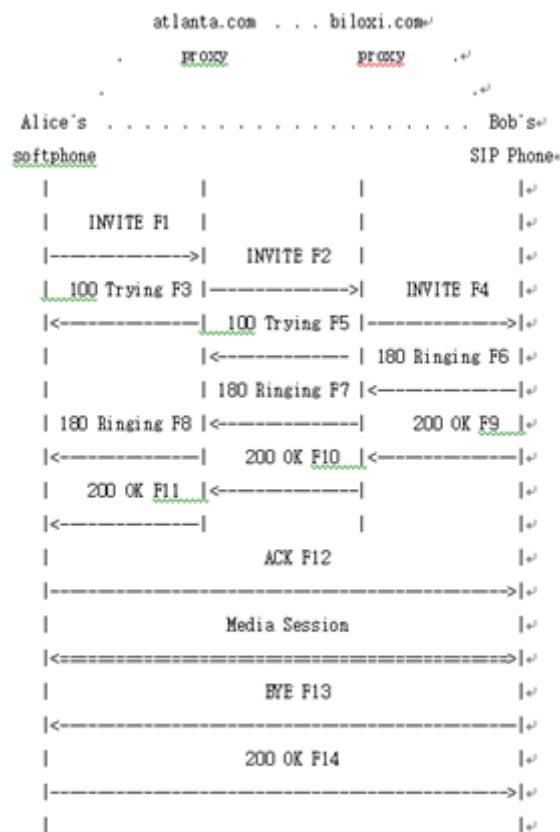 atlanta.com . . . biloxi.com
. proxy proxy .
. .
Alice's . . . . . . . . . . . . . . . . . . . . Bob's
softphone SIP Phone
| | | |
| INVITE F1 | | |
|--------------->| INVITE F2 | |
| 100 Trying F3 |--------------->| INVITE F4 |
|<---------------| 100 Trying F5 |--------------->|
| |<-------------- | 180 Ringing F6 |
| | 180 Ringing F7 |<---------------|
| 180 Ringing F8 |<---------------| 200 OK F9 |
|<---------------| 200 OK F10 |<---------------|
| 200 OK F11 |<---------------| |
|<---------------| | |
| ACK F12 |
|------------------------------------------------->|
| Media Session |
|<================================================>|
| BYE F13 |
|<-------------------------------------------------|
| 200 OK F14 |
|------------------------------------------------->|
| |